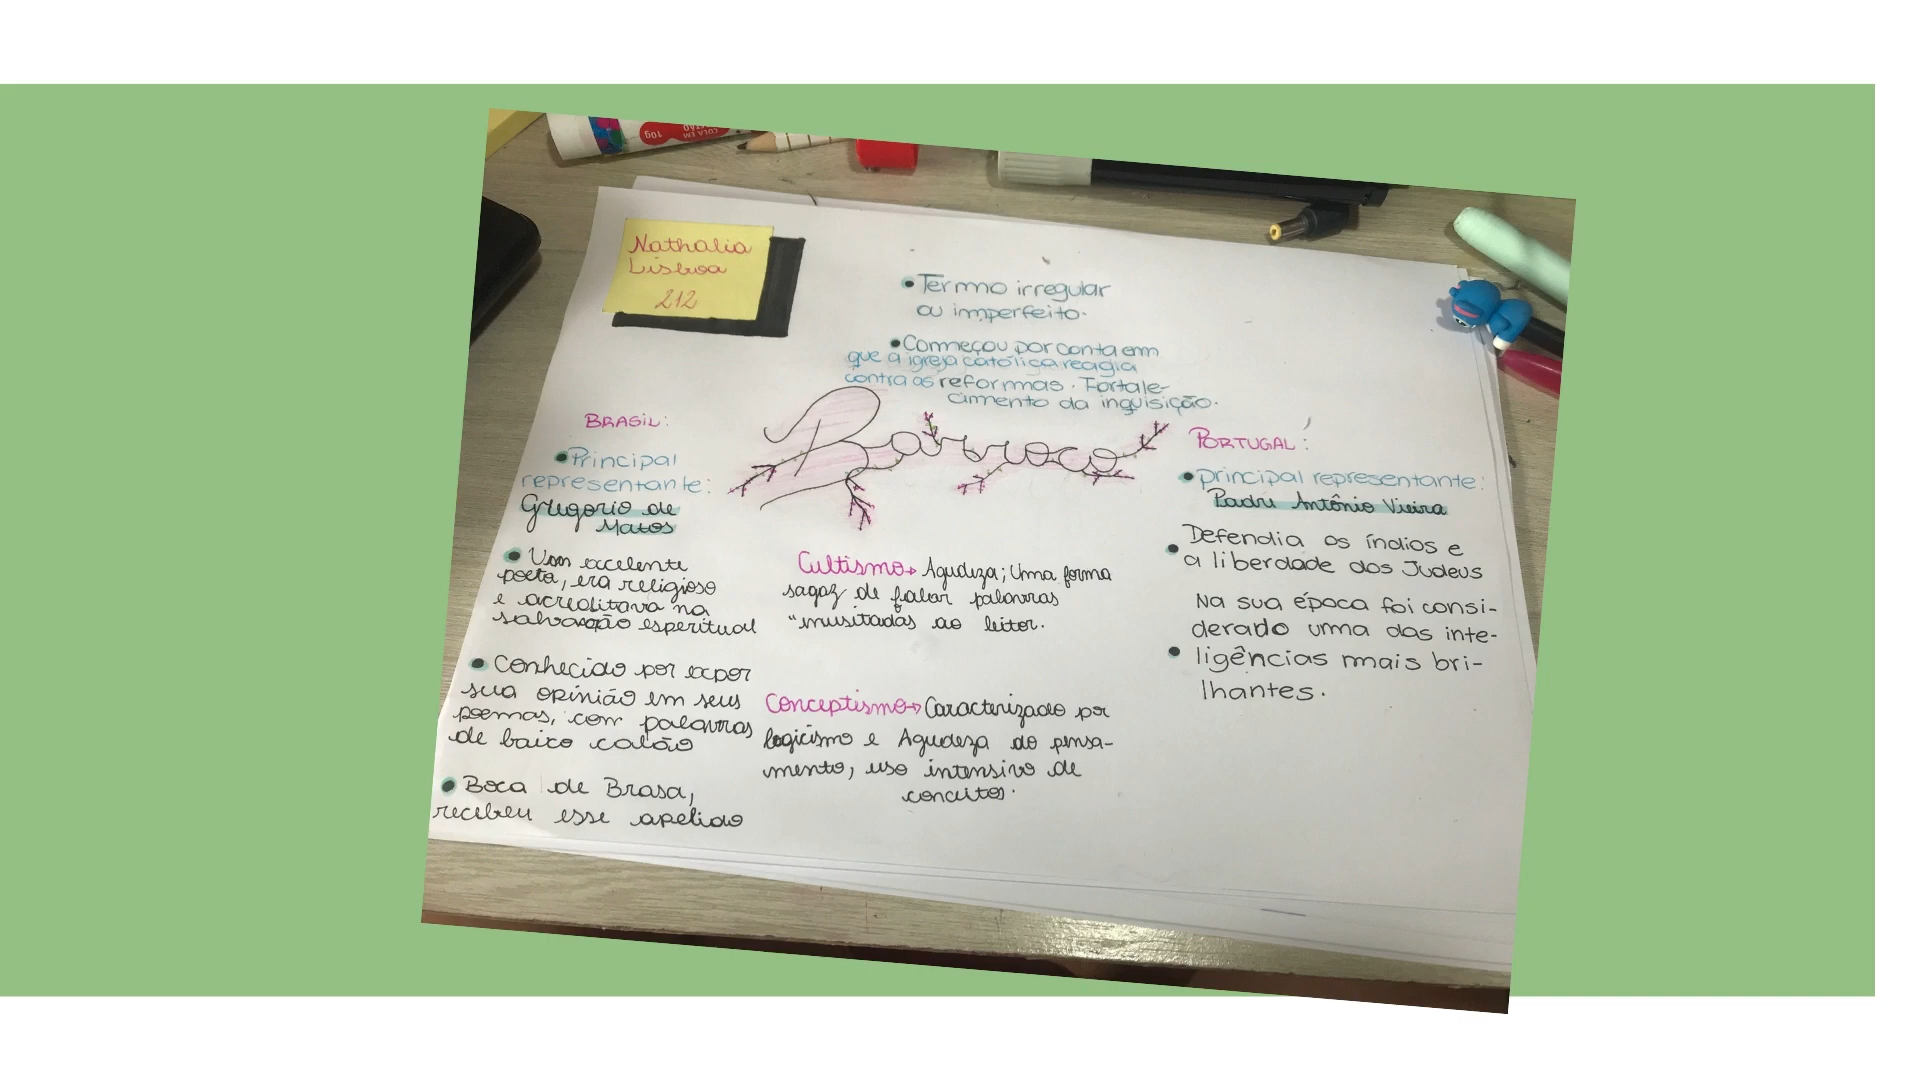 COLA EM
10g
Nathalia
Lisboa
212
• Termo irregular
ou imperfeito.
• Começou por conta em
que a igreja católica reagia
contra as reformas. Fortale-
cimento da inquisição.
Barroco
BRASIL:
• Principal
representante:
Gregorio de
Matos
• Um excelente
poeta, era religioso
e acreditava na
salvação esperitual
• Conhecido por expor
sua opinião em seus
poemas, com palavras
de baixo calão
• Boca de Brasa,
recebeu esse apelido
Cultismo→ Agudeza; Uma forma
sagaz de falar palavras
"inusitadas ao leitor.
Conceptismo→ Caracterizado por
logicismo e Agudeza do pensa-
mento, uso intensivo de
conceitos.
PORTUGAL:
• principal representante:
Padre Antônio Vieira
• Defendia os índios e
a liberdade dos Judeus
Na sua época foi consi-
derado uma das inte-
• ligências mais bri-
lhantes.